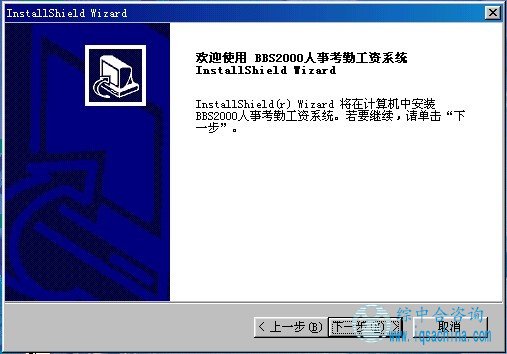 InstallShield Wizard
欢迎使用 BBS2000人事考勤工资系统
InstallShield Wizard
InstallShield(r) Wizard 将在计算机中安装
BBS2000人事考勤工资系统。若要继续，请单击“下
一步”。
综中合咨询
< 上一步(B) 下一步(N) > 取消
www.iqsachina.com